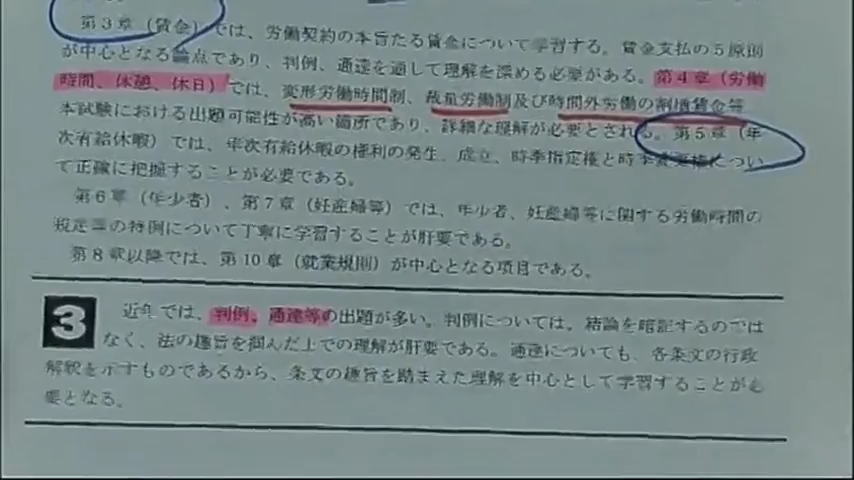 第3章（賃金）では、労働契約の本旨たる賃金について学習する。賃金支払の5原則
が中心となる論点であり、判例、通達を通して理解を深める必要がある。第4章（労働
時間、休憩、休日）では、変形労働時間制、裁量労働制及び時間外労働の割増賃金等
本試験における出題可能性が高い箇所であり、詳細な理解が必要とされる。第5章（年
次有給休暇）では、年次有給休暇の権利の発生、成立、時季指定権と時季変更権につい
て正確に把握することが必要である。
第6章（年少者）、第7章（妊産婦等）では、年少者、妊産婦等に関する労働時間の
規定等の特例について丁寧に学習することが肝要である。
第8章以降では、第10章（就業規則）が中心となる項目である。
3
近年では、判例、通達等の出題が多い。判例については、結論を暗記するのでは
なく、法の趣旨を掴んだ上での理解が肝要である。通達についても、各条文の行政
解釈を示すものであるから、条文の趣旨を踏まえた理解を中心として学習することが必
要となる。